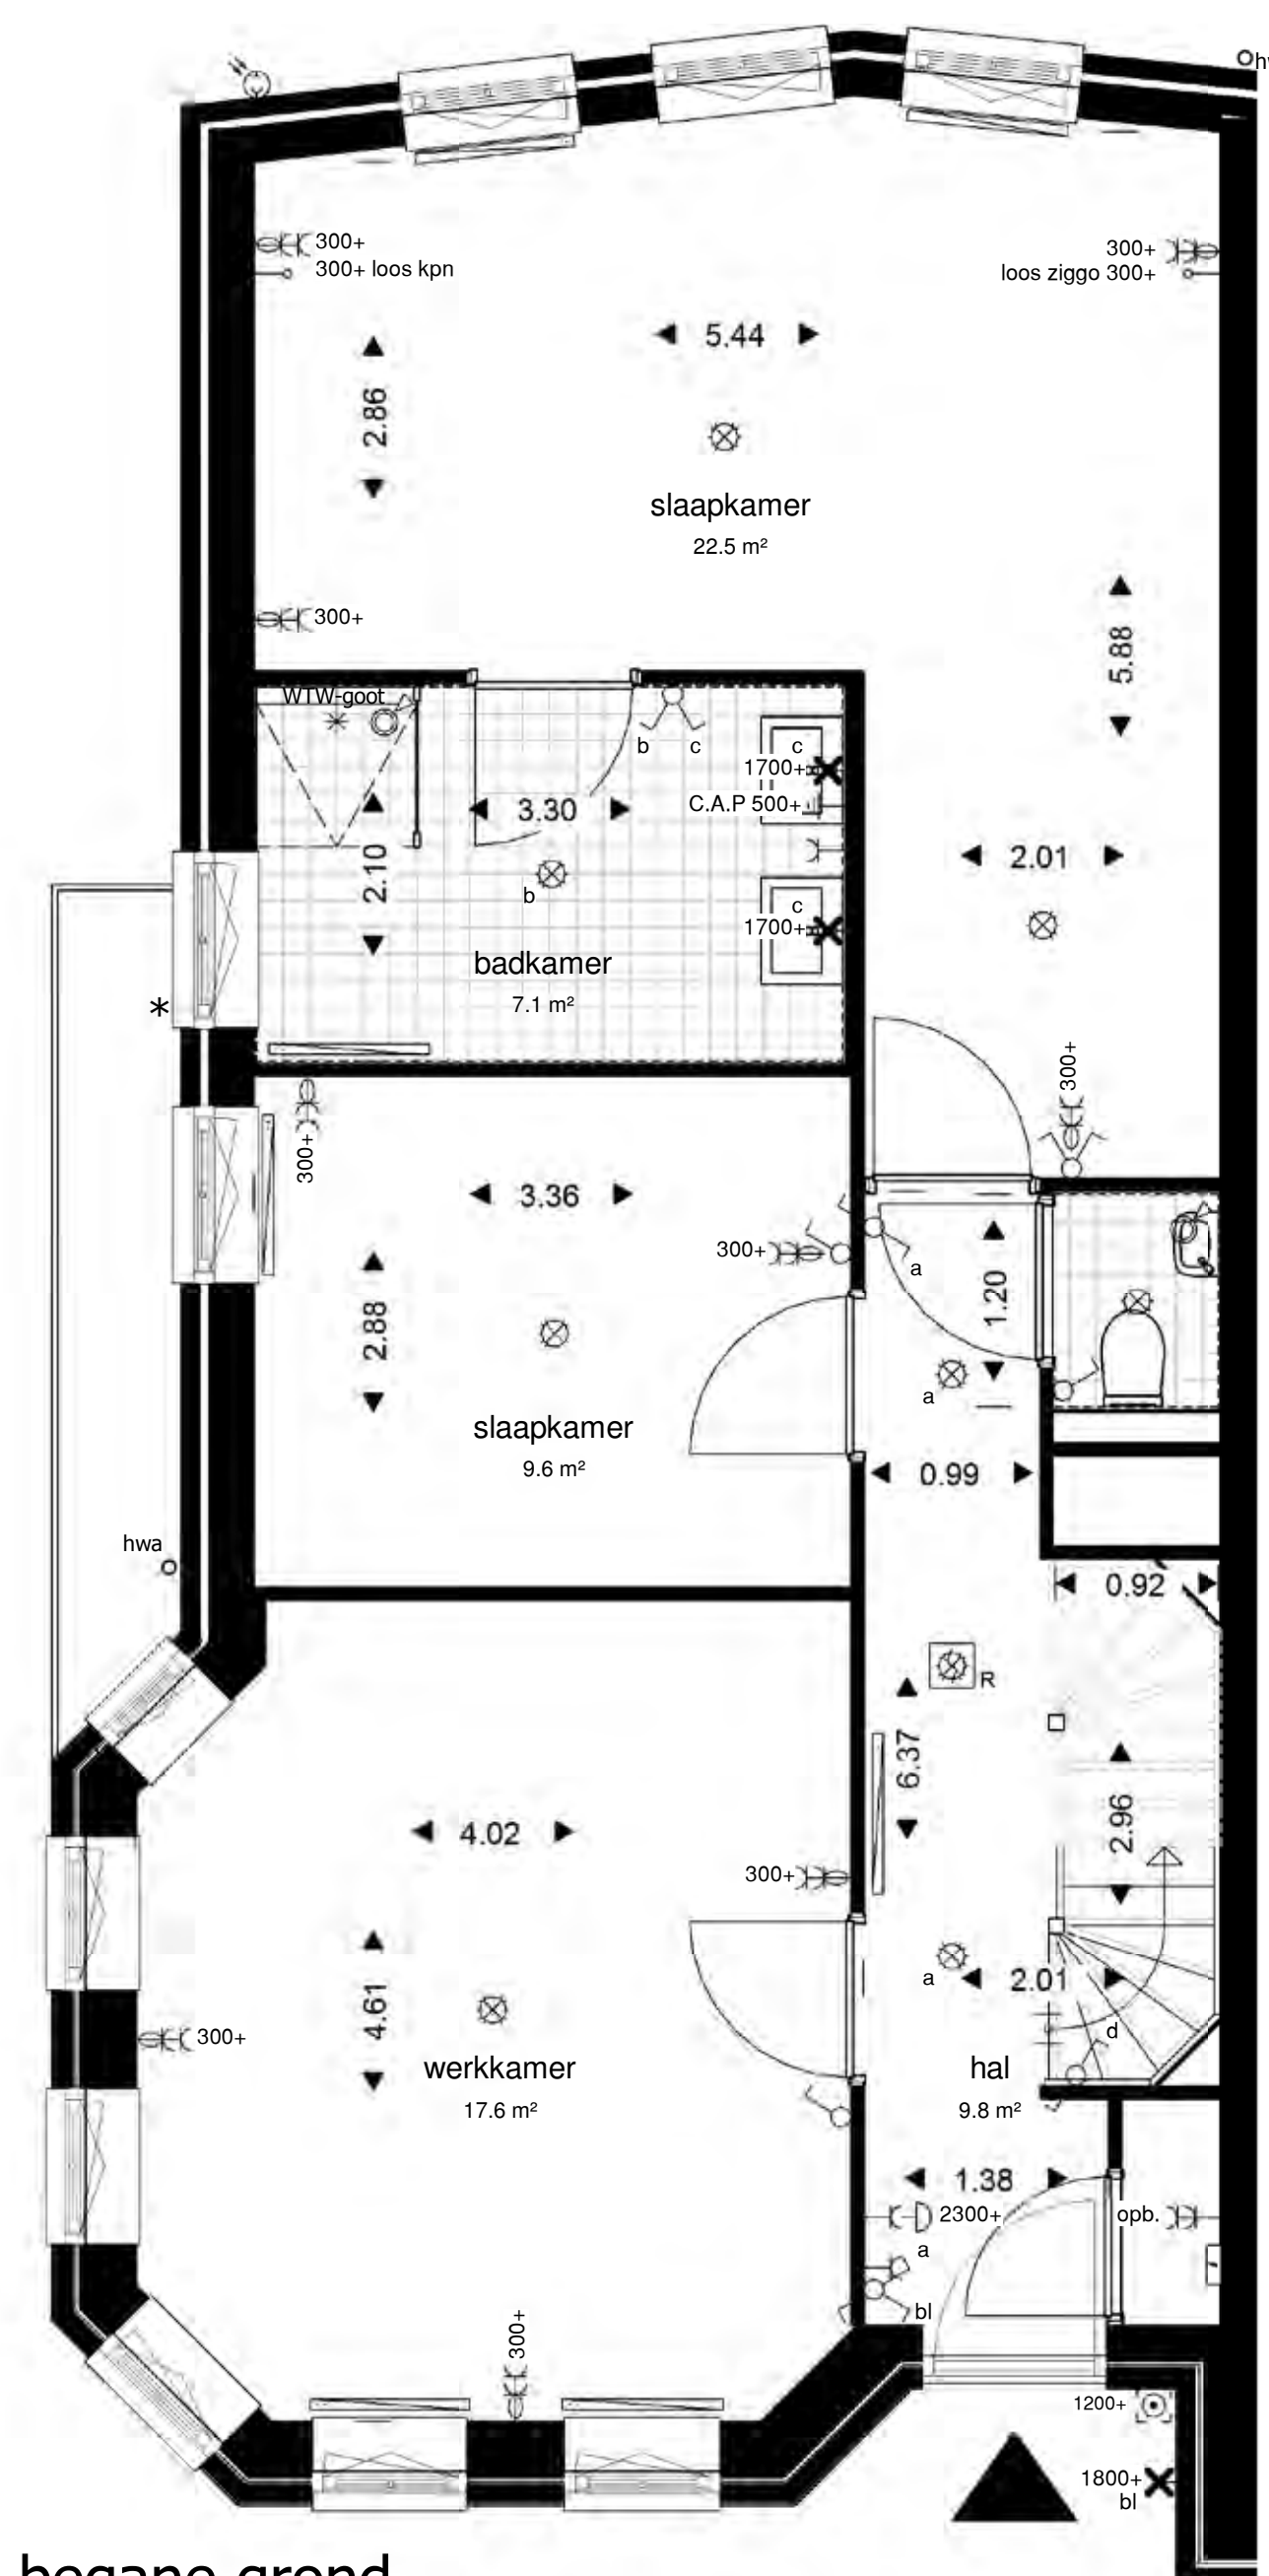 300+
300+ loos kpn
300+
loos ziggo 300+
5.44
2.86
slaapkamer
22.5 m²
5.88
300+
WTW-goot
b c
c
1700+
C.A.P 500+
3.30
2.10
b
c
1700+
2.01
badkamer
7.1 m²
*
300+
300+
3.36
300+
a
1.20
2.88
a
slaapkamer
9.6 m²
0.99
hwa
0.92
R
6.37
2.96
4.02
300+
a
2.01
4.61
300+
d
werkkamer
17.6 m²
hal
9.8 m²
1.38
2300+
opb.
a
bl
300+
1200+
1800+
bl
begane grond